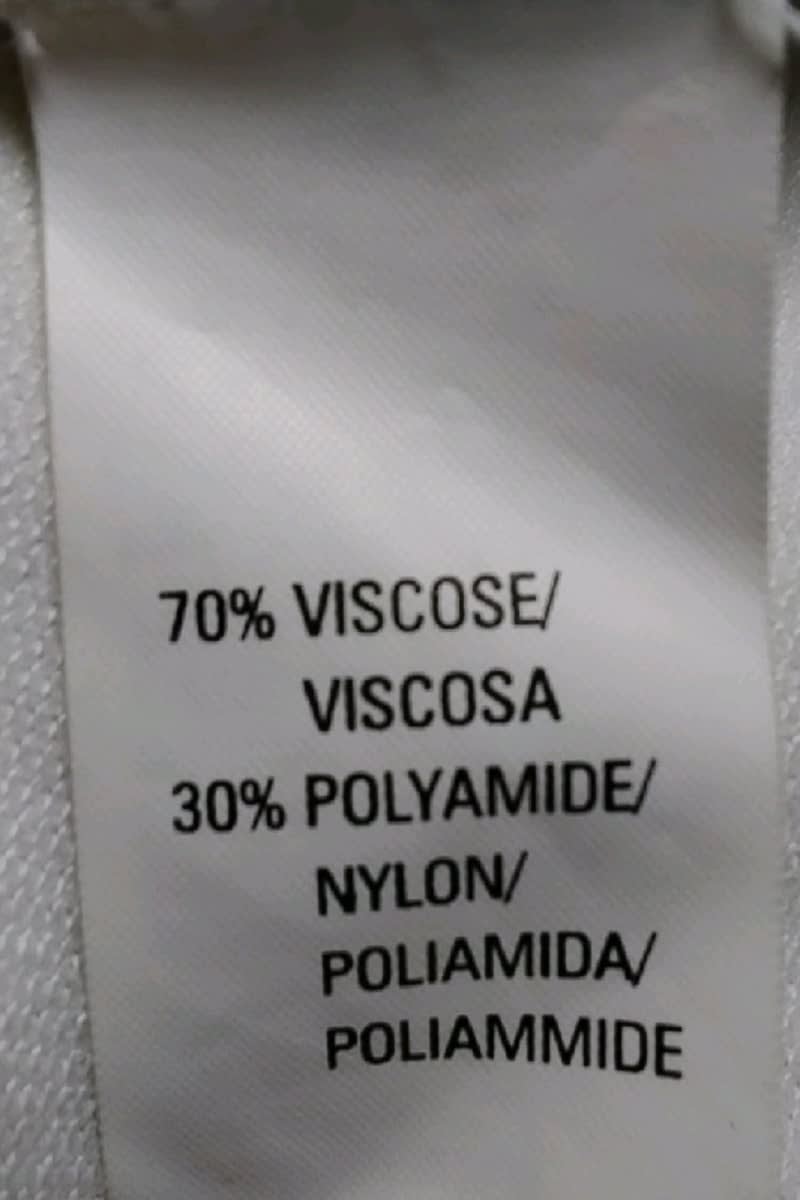 70% VISCOSE/
VISCOSA
30% POLYAMIDE/
NYLON/
POLIAMIDA/
POLIAMMIDE